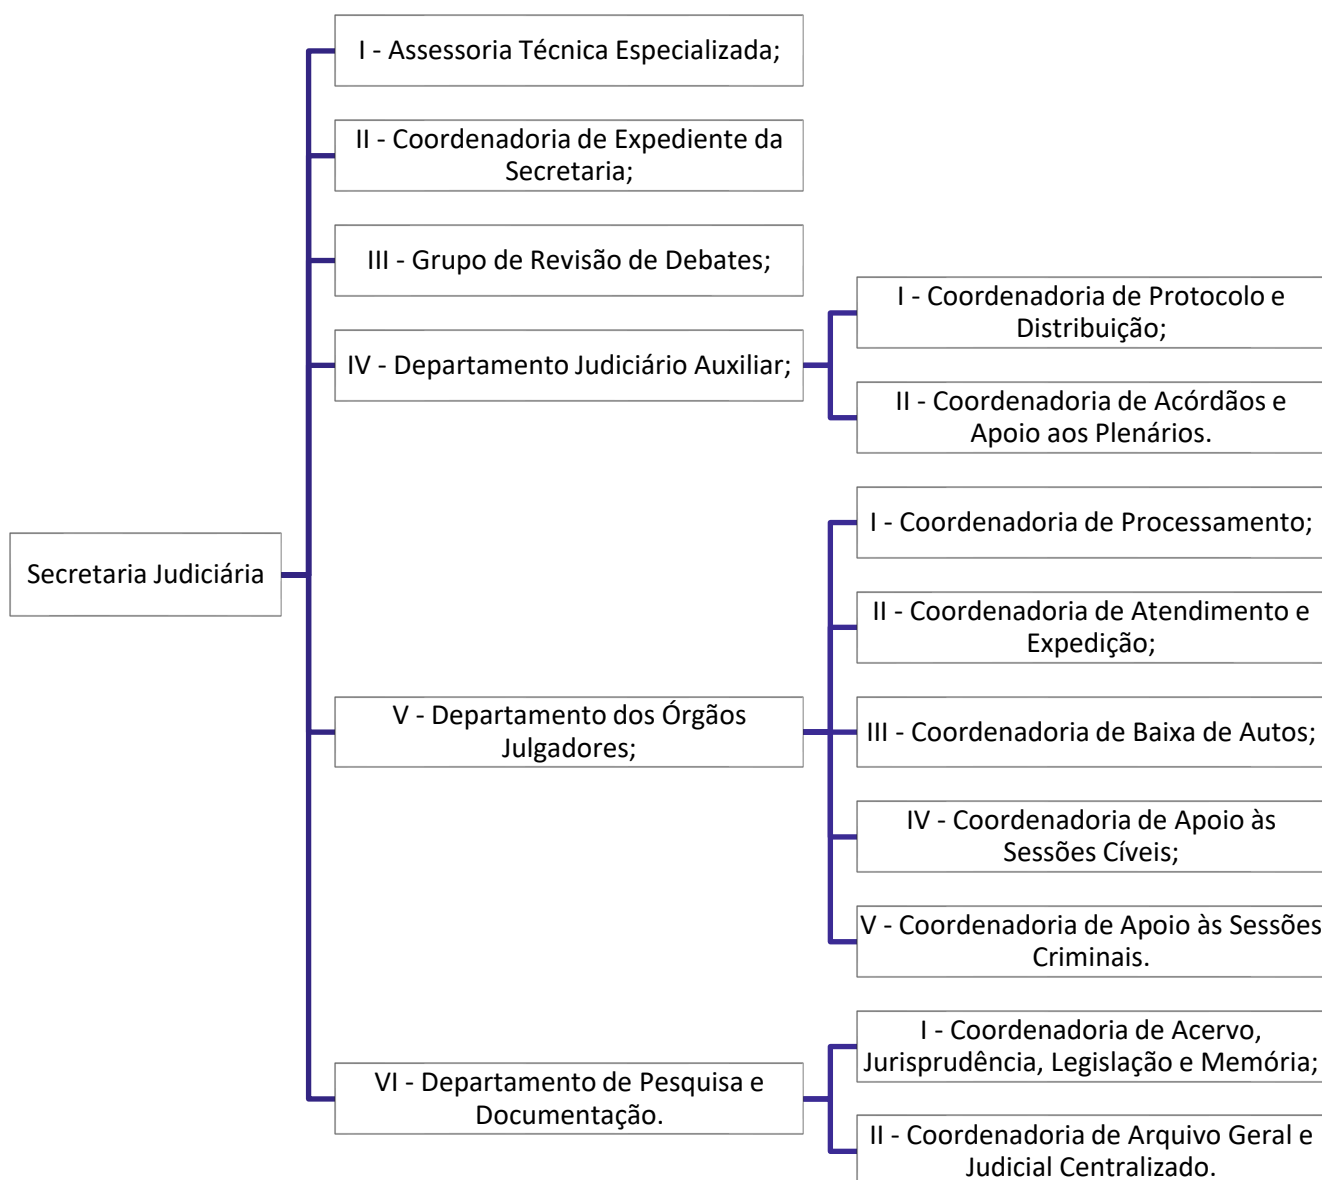 Secretaria Judiciária
I - Assessoria Técnica Especializada;
II - Coordenadoria de Expediente da
Secretaria;
III - Grupo de Revisão de Debates;
IV - Departamento Judiciário Auxiliar;
I - Coordenadoria de Protocolo e
Distribuição;
II - Coordenadoria de Acórdãos e
Apoio aos Plenários.
V - Departamento dos Órgãos
Julgadores;
I - Coordenadoria de Processamento;
II - Coordenadoria de Atendimento e
Expedição;
III - Coordenadoria de Baixa de Autos;
IV - Coordenadoria de Apoio às
Sessões Cíveis;
V - Coordenadoria de Apoio às Sessões
Criminais.
VI - Departamento de Pesquisa e
Documentação.
I - Coordenadoria de Acervo,
Jurisprudência, Legislação e Memória;
II - Coordenadoria de Arquivo Geral e
Judicial Centralizado.